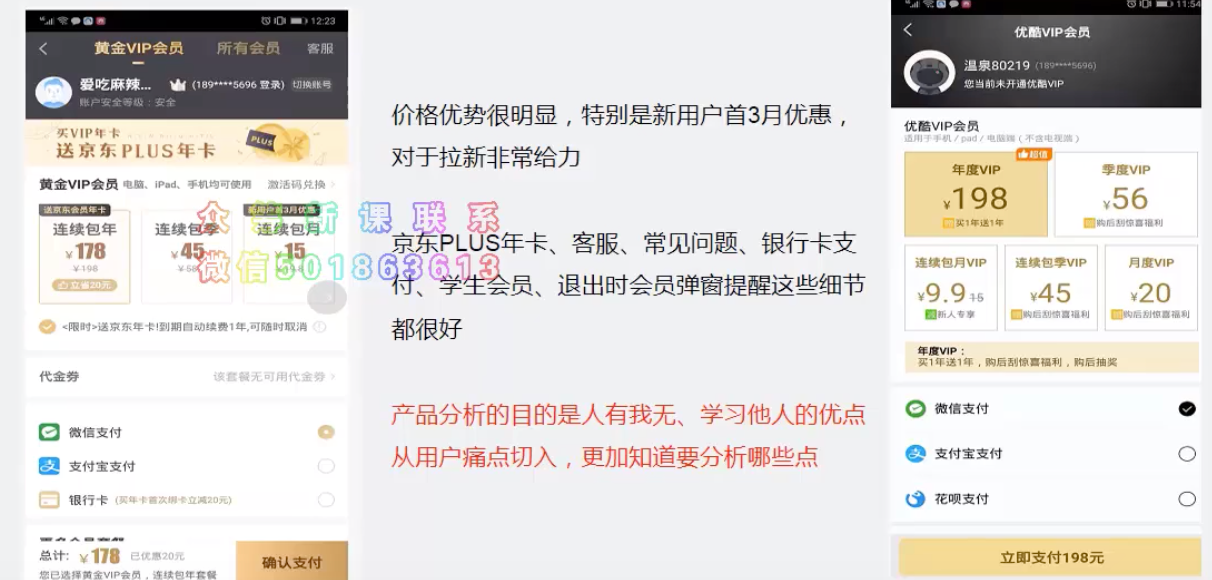 12:23
黄金VIP会员 所有会员 客服
爱吃麻辣... (189****5696 登录) 切换账号
账户安全等级：安全
买VIP年卡
送京东PLUS年卡
PLUS
黄金VIP会员 电脑、iPad、手机均可使用 激活码兑换
送京东会员年卡 新用户首3月优惠
连续包年 连续包季 连续包月
¥178 ¥45 ¥15
¥198
立省20元
<限时>送京东年卡!到期自动续费1年,可随时取消
代金券 该套餐无可用代金券
微信支付
支付宝支付
银行卡 (买年卡首次绑卡立减20元)
总计: ¥178 已优惠20元
您已选择黄金VIP会员，连续包年套餐
确认支付
价格优势很明显，特别是新用户首3月优惠，
对于拉新非常给力
京东PLUS年卡、客服、常见问题、银行卡支
付、学生会员、退出时会员弹窗提醒这些细节
都很好
产品分析的目的是人有我无、学习他人的优点
从用户痛点切入，更加知道要分析哪些点
新课联系
微信501863613
11:54
优酷VIP会员
温泉80219 (189****5696)
您当前未开通优酷VIP
优酷VIP会员
适用于手机/pad/电脑端（不含电视端）
超值
年度VIP 季度VIP
¥198 ¥56
买1年送1年 购后刮惊喜福利
连续包月VIP 连续包季VIP 月度VIP
¥9.9 15 ¥45 ¥20
新人专享 购后刮惊喜福利 购后刮惊喜福利
年度VIP：
买1年送1年，购后刮惊喜福利，购后抽奖
微信支付
支付宝支付
花呗支付
立即支付198元